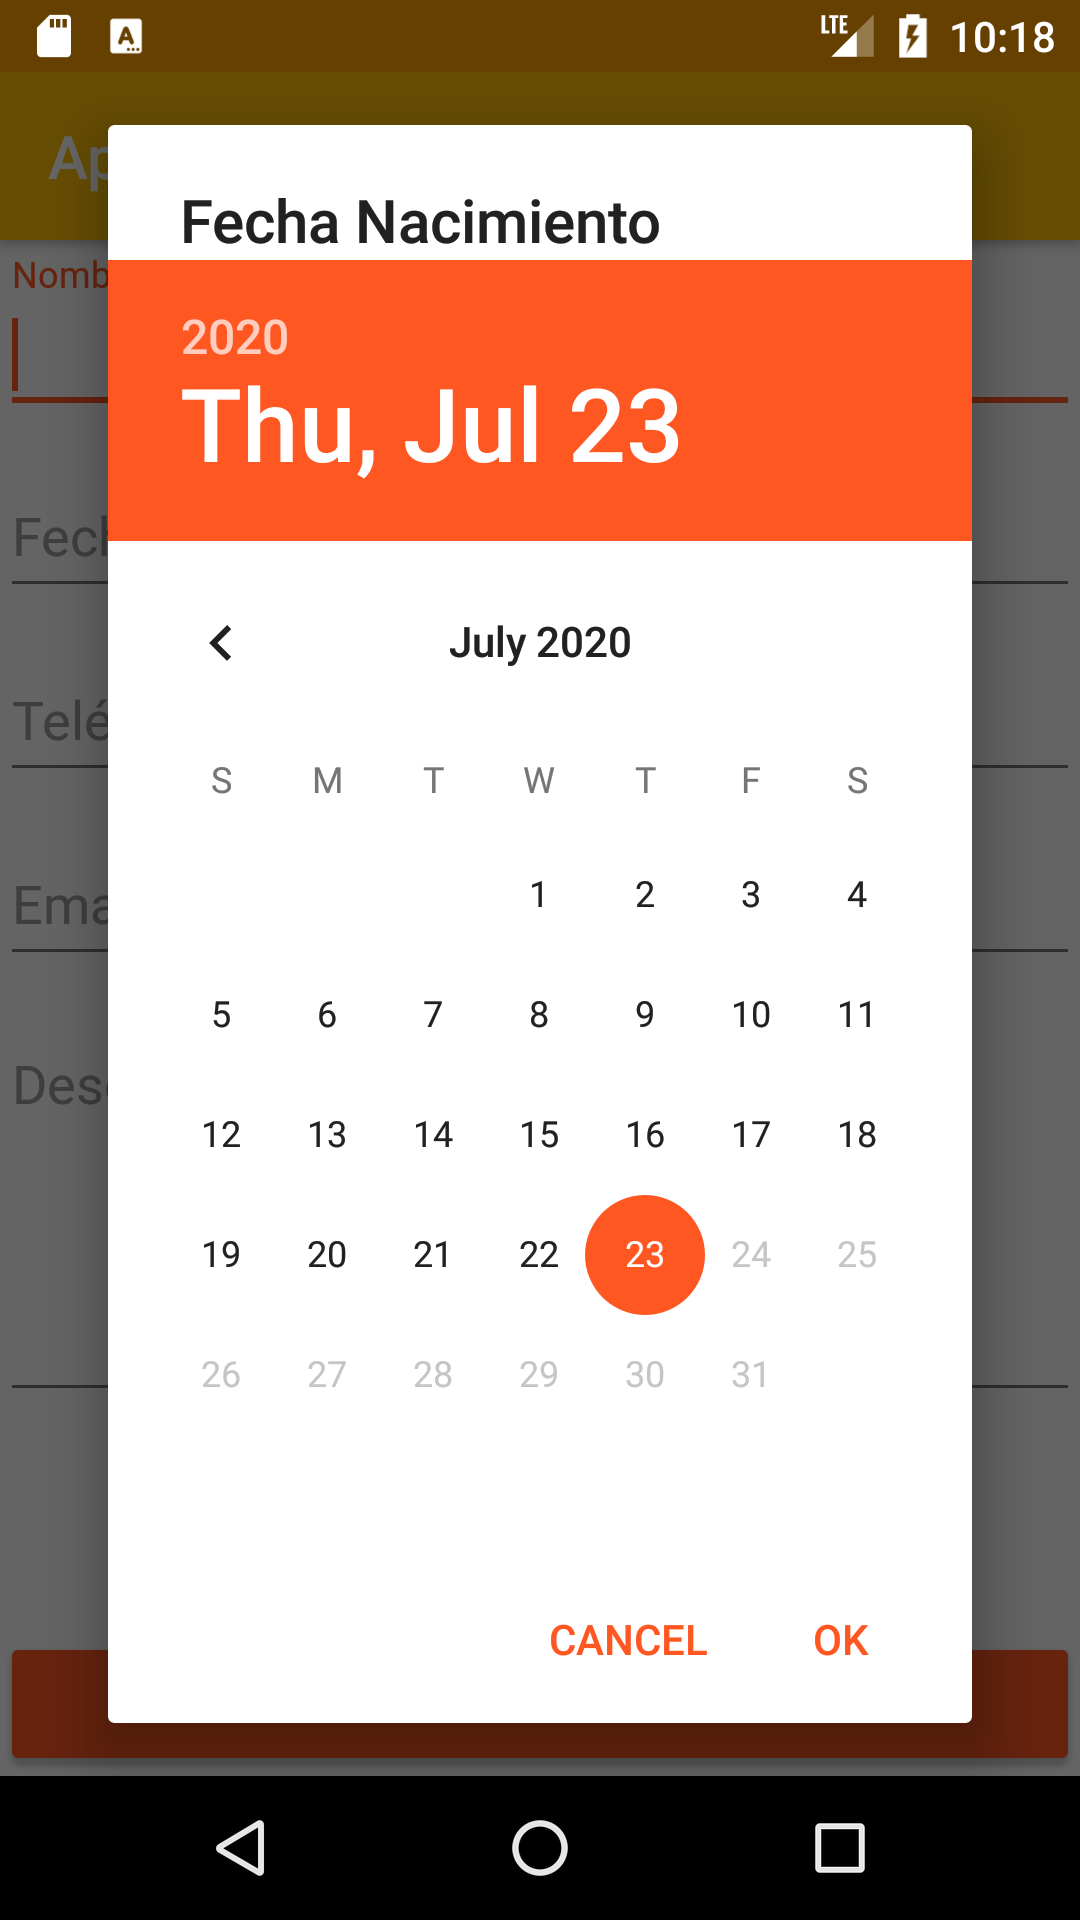 LTE 10:18
Fecha Nacimiento
2020
Thu, Jul 23
July 2020
S M T W T F S
1 2 3 4
5 6 7 8 9 10 11
12 13 14 15 16 17 18
19 20 21 22 23 24 25
26 27 28 29 30 31
CANCEL OK